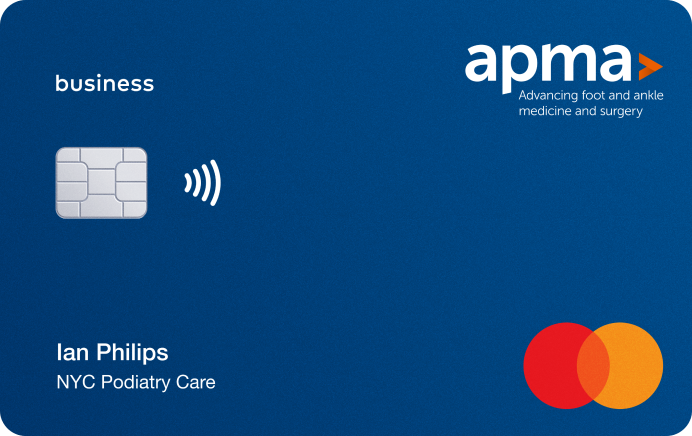 business
apma
Advancing foot and ankle
medicine and surgery
Ian Philips
NYC Podiatry Care